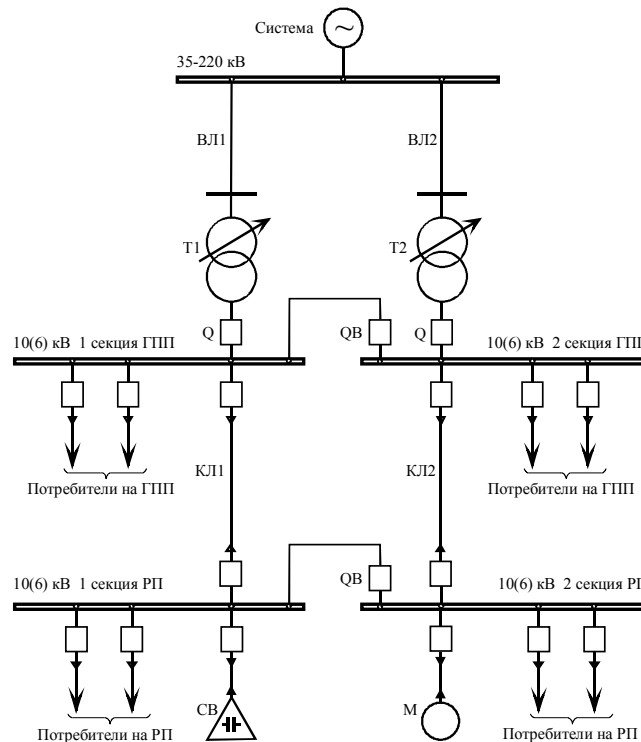 Система
35-220 кВ
ВЛ1
ВЛ2
Т1
Т2
Q
QB
Q
10(6) кВ 1 секция ГПП
10(6) кВ 2 секция ГПП
Потребители на ГПП
КЛ1
КЛ2
Потребители на ГПП
10(6) кВ 1 секция РП
QB
10(6) кВ 2 секция РП
СВ
М
Потребители на РП
Потребители на РП